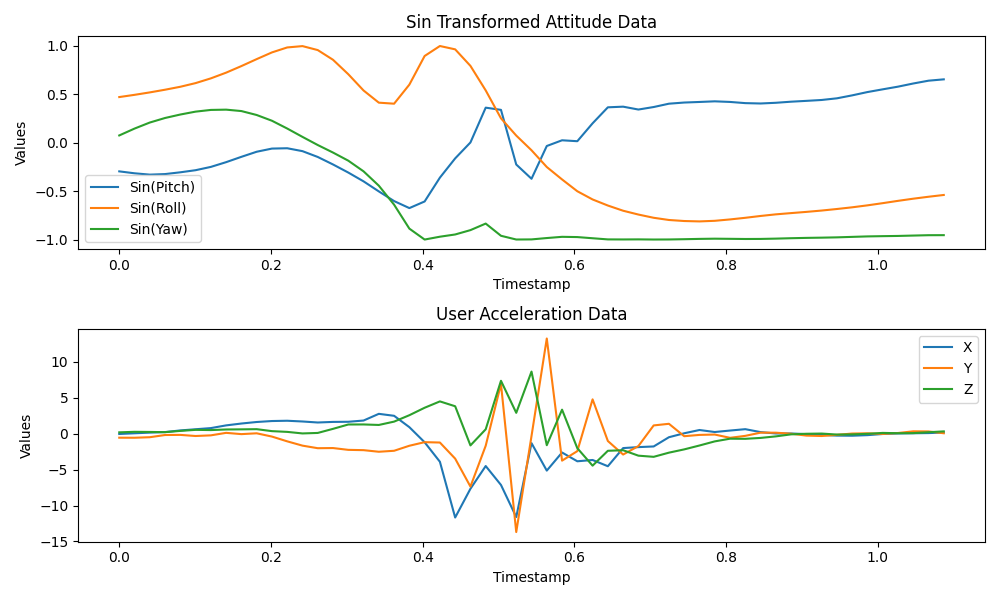 Sin Transformed Attitude Data
1.0
0.5
0.0
−0.5
−1.0
Values
Sin(Pitch)
Sin(Roll)
Sin(Yaw)
0.0 0.2 0.4 0.6 0.8 1.0
Timestamp
User Acceleration Data
10
5
0
−5
−10
−15
Values
X
Y
Z
0.0 0.2 0.4 0.6 0.8 1.0
Timestamp